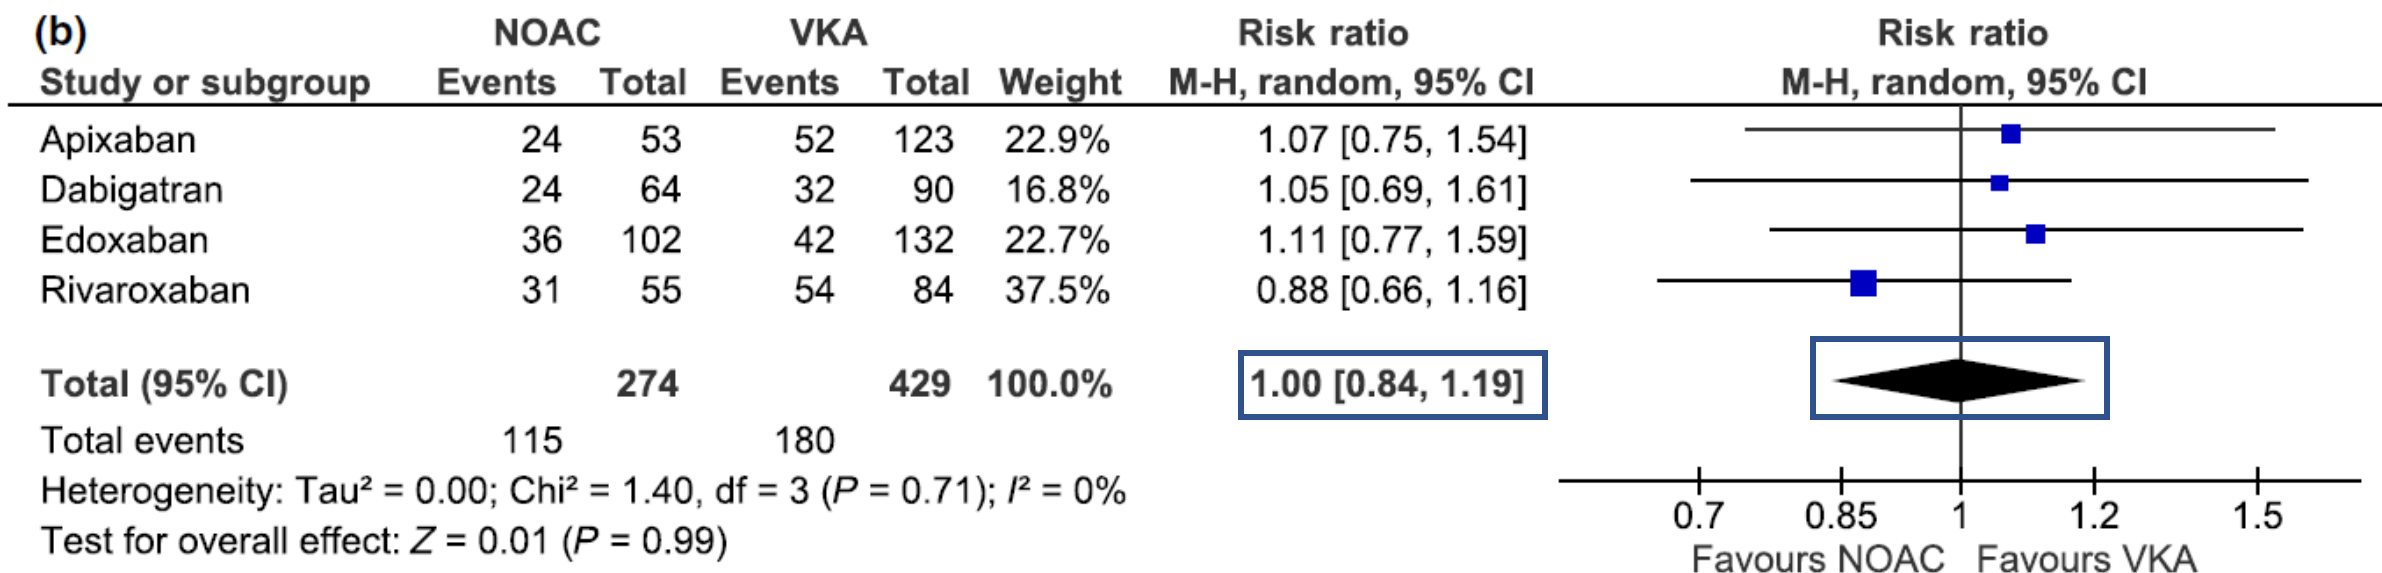 (b) NOAC VKA Risk ratio Risk ratio
Study or subgroup Events Total Events Total Weight M-H, random, 95% CI M-H, random, 95% CI
Apixaban 24 53 52 123 22.9% 1.07 [0.75, 1.54]
Dabigatran 24 64 32 90 16.8% 1.05 [0.69, 1.61]
Edoxaban 36 102 42 132 22.7% 1.11 [0.77, 1.59]
Rivaroxaban 31 55 54 84 37.5% 0.88 [0.66, 1.16]
Total (95% CI) 274 429 100.0% 1.00 [0.84, 1.19]
Total events 115 180
Heterogeneity: Tau² = 0.00; Chi² = 1.40, df = 3 (P = 0.71); I² = 0%
Test for overall effect: Z = 0.01 (P = 0.99)
0.7 0.85 1 1.2 1.5
Favours NOAC Favours VKA